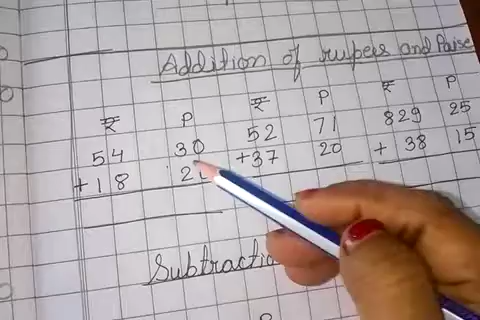 Addition of rupees and Paise
₹ P ₹ P ₹ P
54 30 52 71 829 25
+18 +37 20 + 38 15
Subtractio